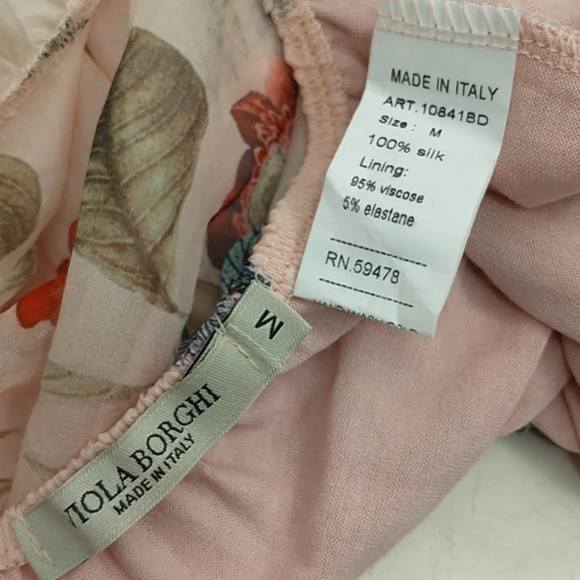 MADE IN ITALY
ART.10841BD
Size: M
100% silk
Lining:
95% viscose
5% elastane
RN.59478
M
VIOLA BORGHI
MADE IN ITALY